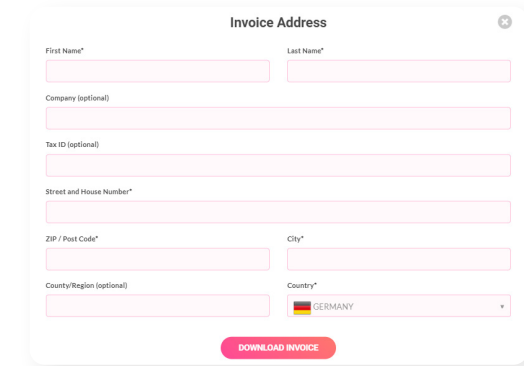 Invoice Address
First Name*
Last Name*
Company (optional)
Tax ID (optional)
Street and House Number*
ZIP / Post Code*
City*
County/Region (optional)
Country*
GERMANY
DOWNLOAD INVOICE